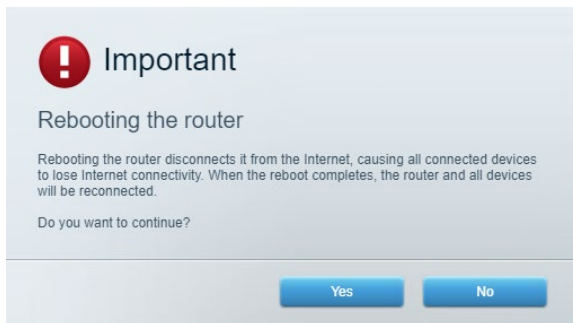 Important
Rebooting the router
Rebooting the router disconnects it from the Internet, causing all connected devices
to lose Internet connectivity. When the reboot completes, the router and all devices
will be reconnected.
Do you want to continue?
Yes
No